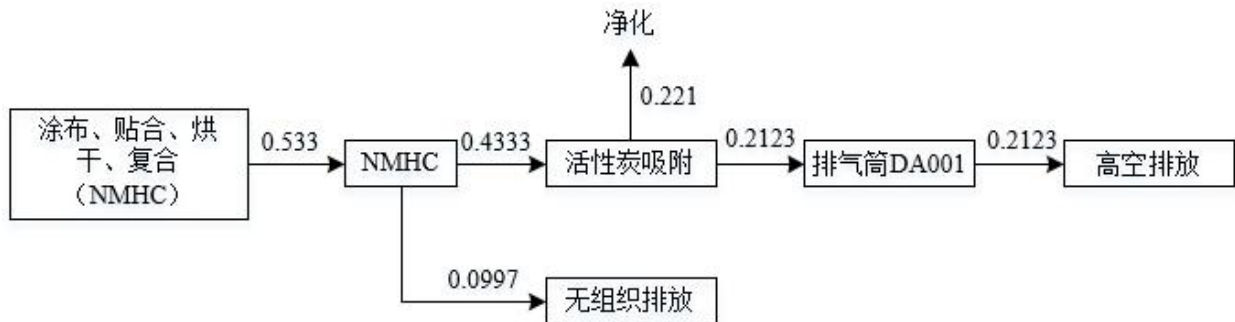 净化
0.221
涂布、贴合、烘
干、复合
（NMHC）
0.533
NMHC
0.4333
活性炭吸附
0.2123
排气筒DA001
0.2123
高空排放
0.0997
无组织排放